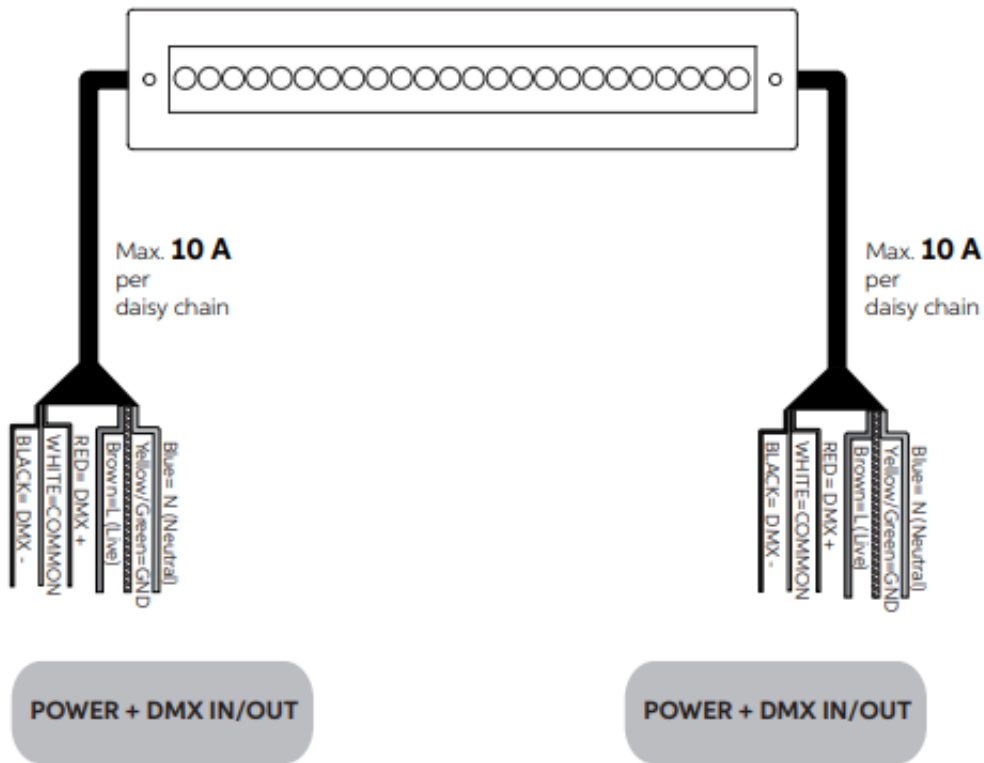 Max. 10 A
per
daisy chain
Max. 10 A
per
daisy chain
BLACK= DMX -
WHITE=COMMON
RED= DMX +
Brown=L (Live)
Yellow/Green=GND
Blue= N (Neutral)
BLACK= DMX -
WHITE=COMMON
RED= DMX +
Brown=L (Live)
Yellow/Green=GND
Blue= N (Neutral)
POWER + DMX IN/OUT
POWER + DMX IN/OUT